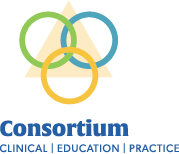 Consortium
CLINICAL | EDUCATION | PRACTICE